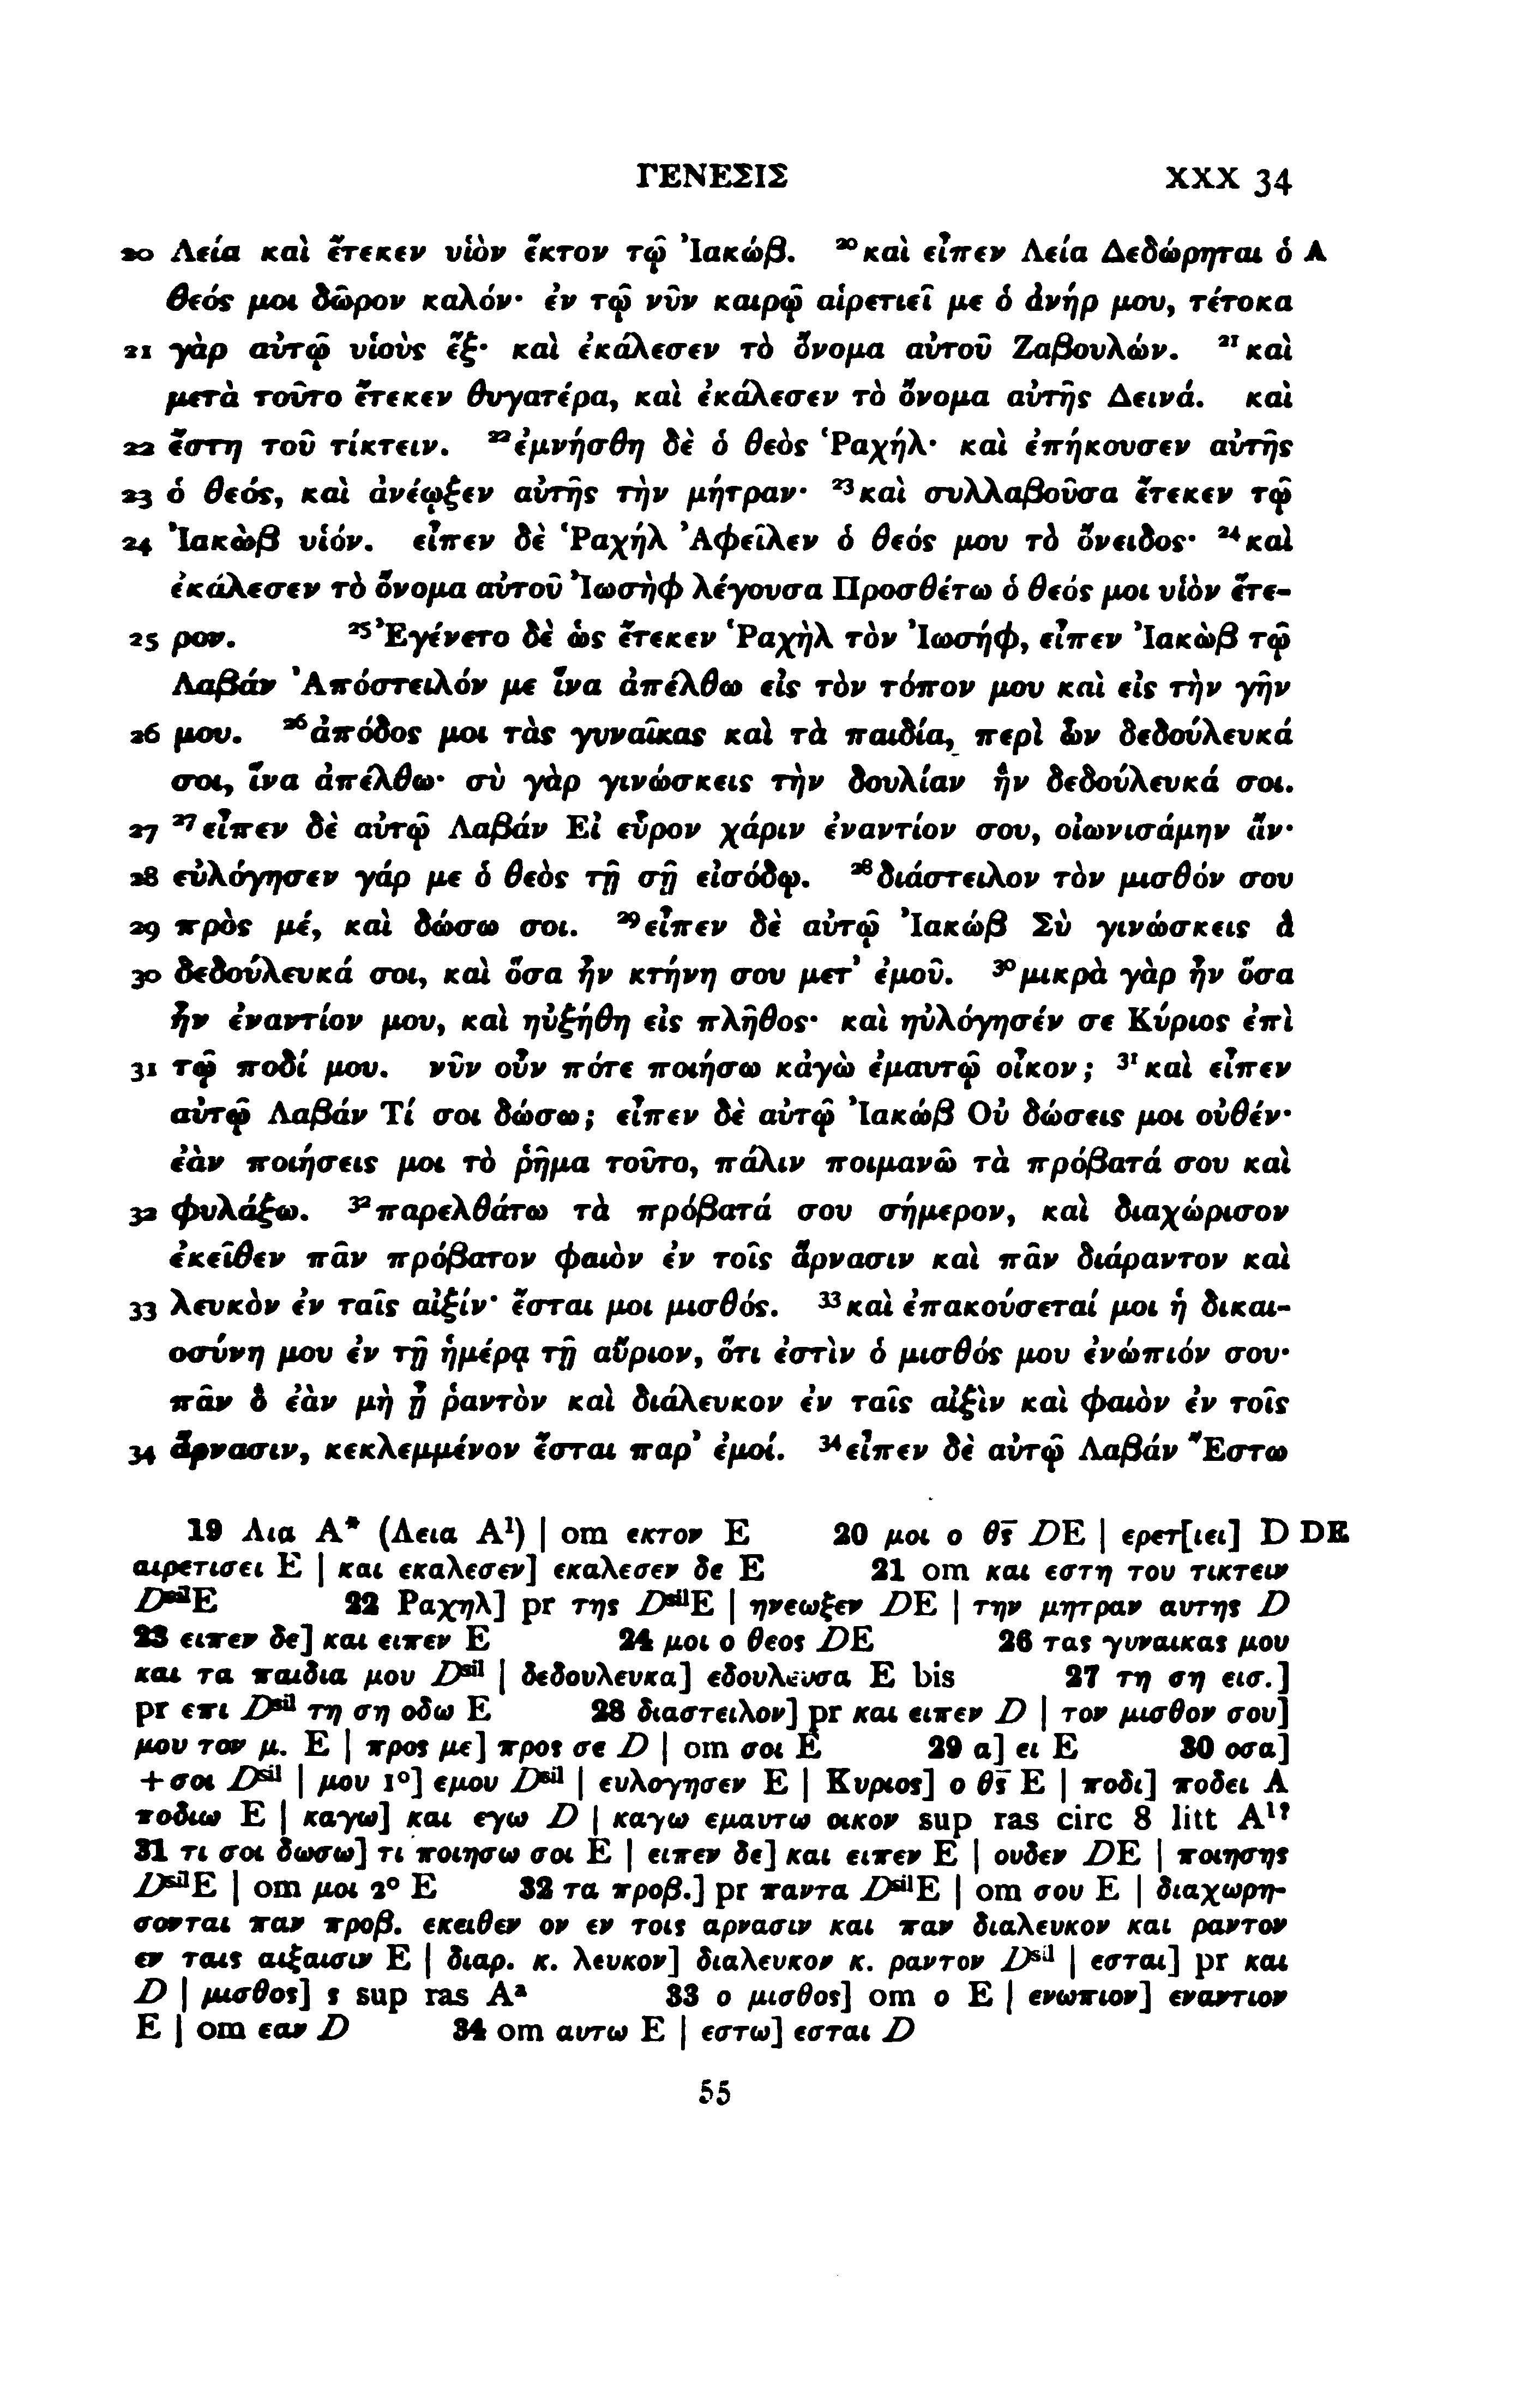 ΓΕΝΕΣΙΣ XXX 34
20 Λεία καὶ ἔτεκεν υἱὸν ἕκτον τῷ Ἰακώβ. ²⁰καὶ εἶπεν Λεία Δεδώρηται ὁ A
θεός μοι δῶρον καλόν· ἐν τῷ νῦν καιρῷ αἱρετιεῖ με ὁ ἀνήρ μου, τέτοκα
21 γὰρ αὐτῷ υἱοὺς ἕξ· καὶ ἐκάλεσεν τὸ ὄνομα αὐτοῦ Ζαβουλών. ²¹καὶ
μετὰ τοῦτο ἔτεκεν θυγατέρα, καὶ ἐκάλεσεν τὸ ὄνομα αὐτῆς Δεινά. καὶ
22 ἔστη τοῦ τίκτειν. ²²ἐμνήσθη δὲ ὁ θεὸς Ῥαχήλ· καὶ ἐπήκουσεν αὐτῆς
23 ὁ θεός, καὶ ἀνέῳξεν αὐτῆς τὴν μήτραν· ²³καὶ συλλαβοῦσα ἔτεκεν τῷ
24 Ἰακὼβ υἱόν. εἶπεν δὲ Ῥαχήλ Ἀφεῖλεν ὁ θεός μου τὸ ὄνειδος· ²⁴καὶ
ἐκάλεσεν τὸ ὄνομα αὐτοῦ Ἰωσὴφ λέγουσα Προσθέτω ὁ θεός μοι υἱὸν ἕτε-
25 ρον. ²⁵Ἐγένετο δὲ ὡς ἔτεκεν Ῥαχὴλ τὸν Ἰωσήφ, εἶπεν Ἰακὼβ τῷ
Λαβάν Ἀπόστειλόν με ἵνα ἀπέλθω εἰς τὸν τόπον μου καὶ εἰς τὴν γῆν
26 μου. ²⁶ἀπόδος μοι τὰς γυναῖκας καὶ τὰ παιδία, περὶ ὧν δεδούλευκά
σοι, ἵνα ἀπέλθω· σὺ γὰρ γινώσκεις τὴν δουλίαν ἣν δεδούλευκά σοι.
27 ²⁷εἶπεν δὲ αὐτῷ Λαβάν Εἰ εὗρον χάριν ἐναντίον σου, οἰωνισάμην ἄν·
28 εὐλόγησεν γάρ με ὁ θεὸς τῇ σῇ εἰσόδῳ. ²⁸διάστειλον τὸν μισθόν σου
29 πρὸς μέ, καὶ δώσω σοι. ²⁹εἶπεν δὲ αὐτῷ Ἰακώβ Σὺ γινώσκεις ἃ
30 δεδούλευκά σοι, καὶ ὅσα ἦν κτήνη σου μετ’ ἐμοῦ. ³⁰μικρὰ γὰρ ἦν ὅσα
ἦν ἐναντίον μου, καὶ ηὐξήθη εἰς πλῆθος· καὶ ηὐλόγησέν σε Κύριος ἐπὶ
31 τῷ ποδί μου. νῦν οὖν πότε ποιήσω κἀγὼ ἐμαυτῷ οἶκον; ³¹καὶ εἶπεν
αὐτῷ Λαβάν Τί σοι δώσω; εἶπεν δὲ αὐτῷ Ἰακώβ Οὐ δώσεις μοι οὐθέν·
ἐὰν ποιήσεις μοι τὸ ῥῆμα τοῦτο, πάλιν ποιμανῶ τὰ πρόβατά σου καὶ
32 φυλάξω. ³²παρελθάτω τὰ πρόβατά σου σήμερον, καὶ διαχώρισον
ἐκεῖθεν πᾶν πρόβατον φαιὸν ἐν τοῖς ἄρνασιν καὶ πᾶν διάραντον καὶ
33 λευκὸν ἐν ταῖς αἰξίν· ἔσται μοι μισθός. ³³καὶ ἐπακούσεταί μοι ἡ δικαι-
οσύνη μου ἐν τῇ ἡμέρᾳ τῇ αὔριον, ὅτι ἐστὶν ὁ μισθός μου ἐνώπιόν σου·
πᾶν ὃ ἐὰν μὴ ᾖ ῥαντὸν καὶ διάλευκον ἐν ταῖς αἰξὶν καὶ φαιὸν ἐν τοῖς
34 ἄρνασιν, κεκλεμμένον ἔσται παρ’ ἐμοί. ³⁴εἶπεν δὲ αὐτῷ Λαβάν Ἔστω
19 Λια A* (Λεια A¹) | om εκτον E 20 μοι ο θς̅ DE | ερετ[ιει] D DE
αιρετισει E | και εκαλεσεν] εκαλεσεν δε E 21 om και εστη του τικτειν
DˢⁱˡE 22 Ραχηλ] pr της DˢⁱˡE | ηνεωξεν DE | την μητραν αυτης D
23 ειπεν δε] και ειπεν E 24 μοι ο θεος DE 26 τας γυναικας μου
και τα παιδια μου Dˢⁱˡ | δεδουλευκα] εδουλευσα E bis 27 τη ση εισ.]
pr επι Dˢⁱˡ τη ση οδω E 28 διαστειλον] pr και ειπεν D | τον μισθον σου]
μου τον μ. E | προς με] προς σε D | om σοι E 29 α] ει E 30 οσα]
+σοι Dˢⁱˡ | μου 1°] εμου Dˢⁱˡ | ευλογησεν E | Κυριος] ο θς̅ E | ποδι] ποδει A
ποδιω E | καγω] και εγω D | καγω εμαυτω οικον sup ras circ 8 litt A¹?
31 τι σοι δωσω] τι ποιησω σοι E | ειπεν δε] και ειπεν E | ουδεν DE | ποιησης
DˢⁱˡE | om μοι 2° E 32 τα προβ.] pr παντα DˢⁱˡE | om σου E | διαχωρη-
σονται παν προβ. εκειθεν ον εν τοις αρνασιν και παν διαλευκον και ραντον
εν ταις αιξαισιν E | διαρ. κ. λευκον] διαλευκον κ. ραντον Dˢⁱˡ | εσται] pr και
D | μισθος] ς sup ras Aᵃ 33 ο μισθος] om ο E | ενωπιον] εναντιον
E | om εαν D 34 om αυτω E | εστω] εσται D
55